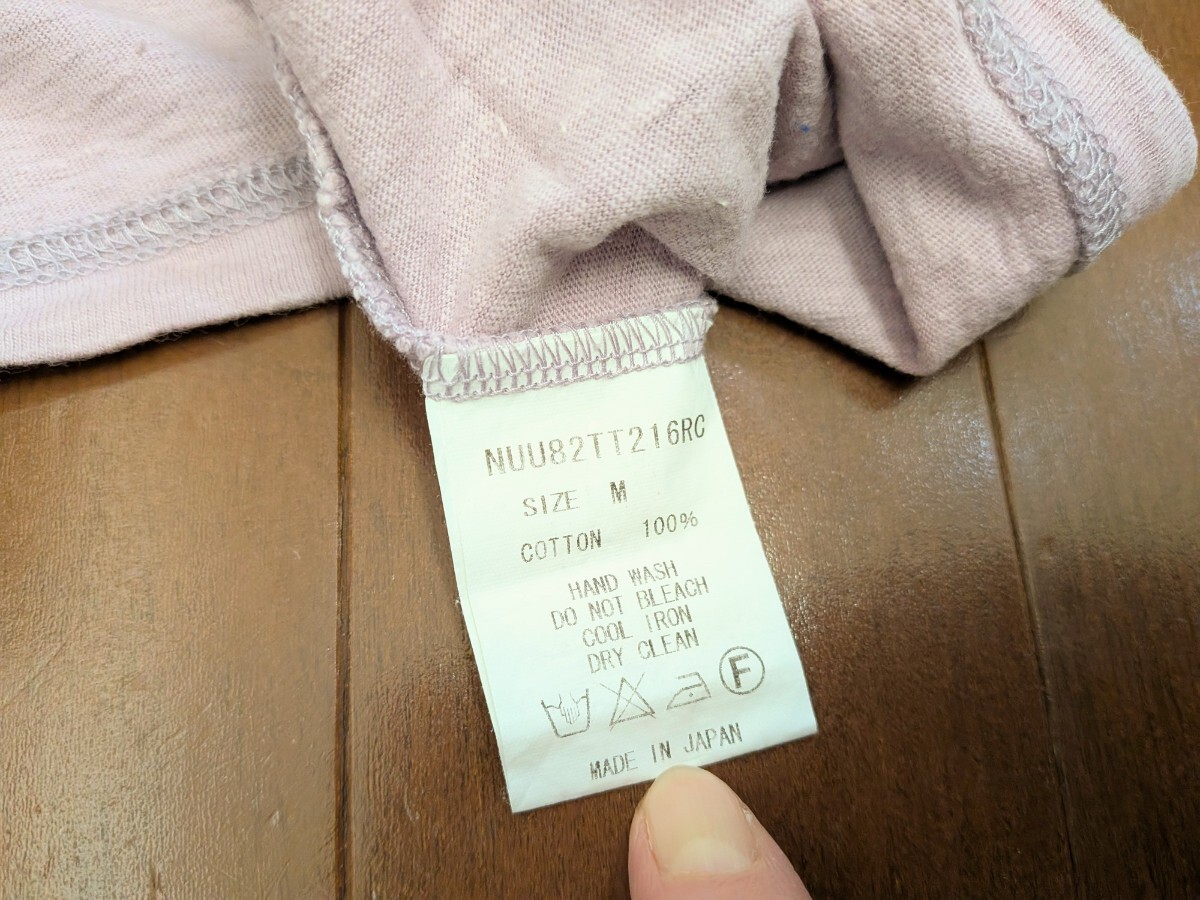 NUU82TT216RC
SIZE M
COTTON 100%
HAND WASH
DO NOT BLEACH
COOL IRON
DRY CLEAN
F
MADE IN JAPAN